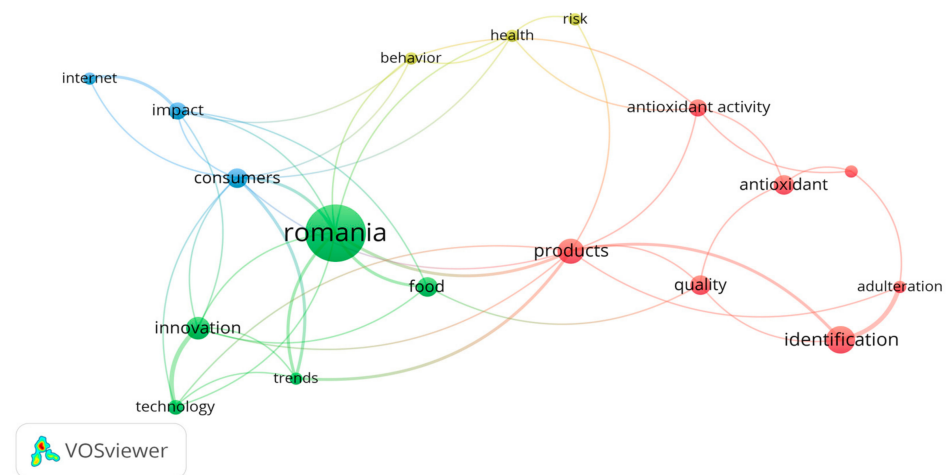 risk
health
behavior
internet
impact
antioxidant activity
consumers
antioxidant
romania
products
food
quality
adulteration
innovation
identification
trends
technology
VOSviewer